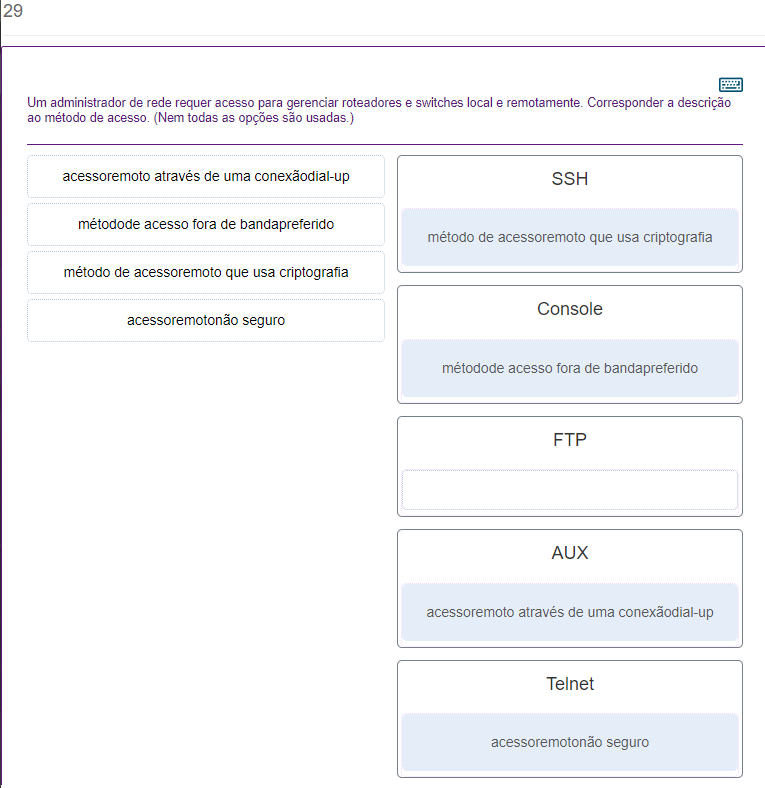 29
Um administrador de rede requer acesso para gerenciar roteadores e switches local e remotamente. Corresponder a descrição
ao método de acesso. (Nem todas as opções são usadas.)
acessoremoto através de uma conexãodial-up
métodode acesso fora de bandapreferido
método de acessoremoto que usa criptografia
acessoremotonão seguro
SSH
método de acessoremoto que usa criptografia
Console
métodode acesso fora de bandapreferido
FTP
AUX
acessoremoto através de uma conexãodial-up
Telnet
acessoremotonão seguro